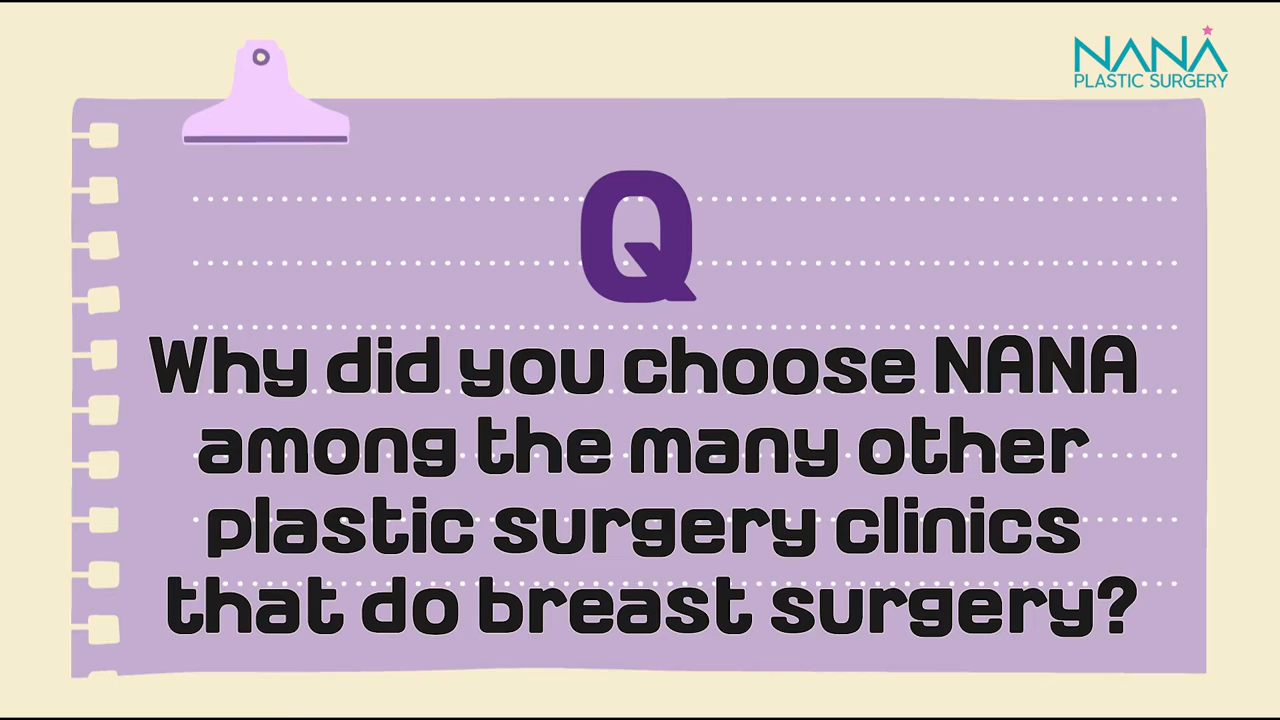 NANA
PLASTIC SURGERY
Q
Why did you choose NANA
among the many other
plastic surgery clinics
that do breast surgery?